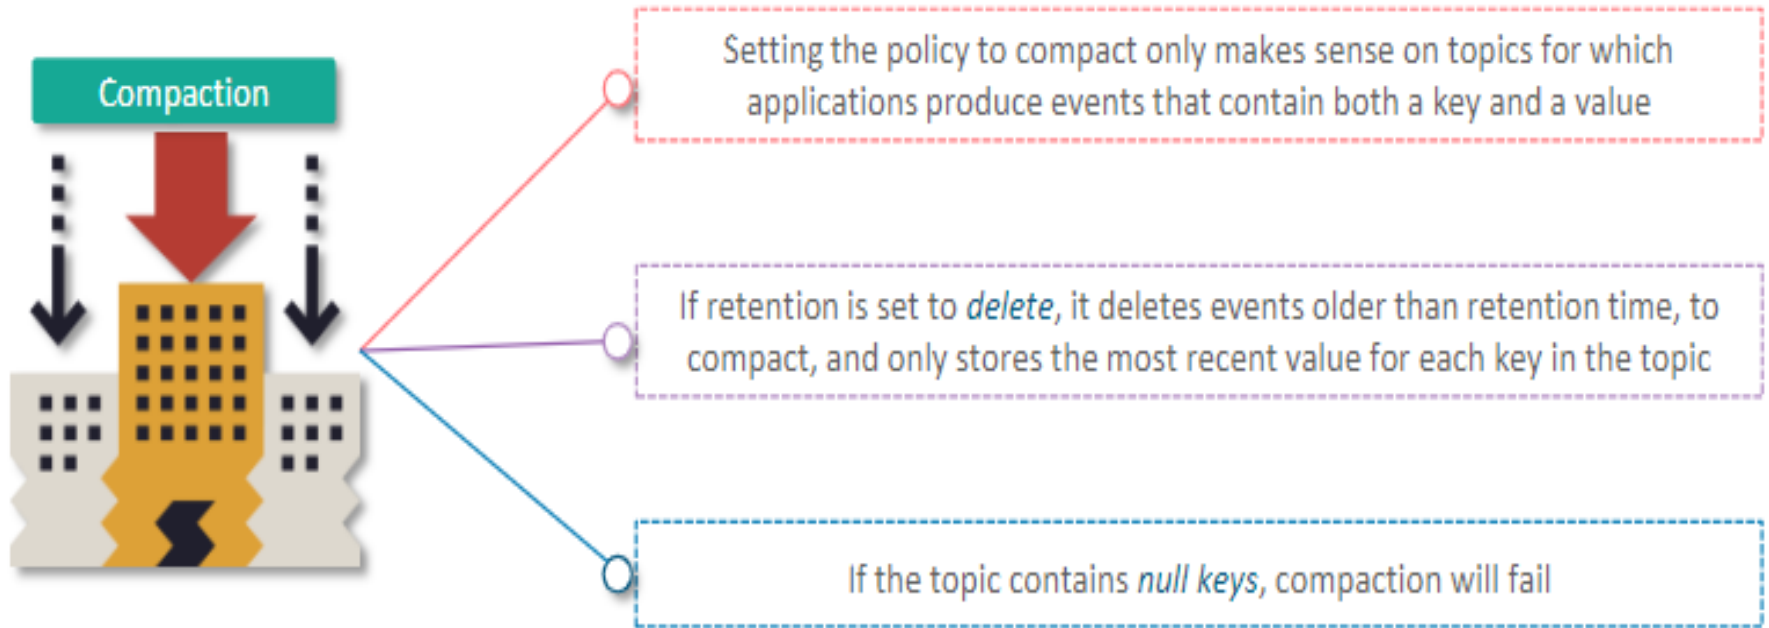 Compaction
Setting the policy to compact only makes sense on topics for which
applications produce events that contain both a key and a value
If retention is set to delete, it deletes events older than retention time, to
compact, and only stores the most recent value for each key in the topic
If the topic contains null keys, compaction will fail